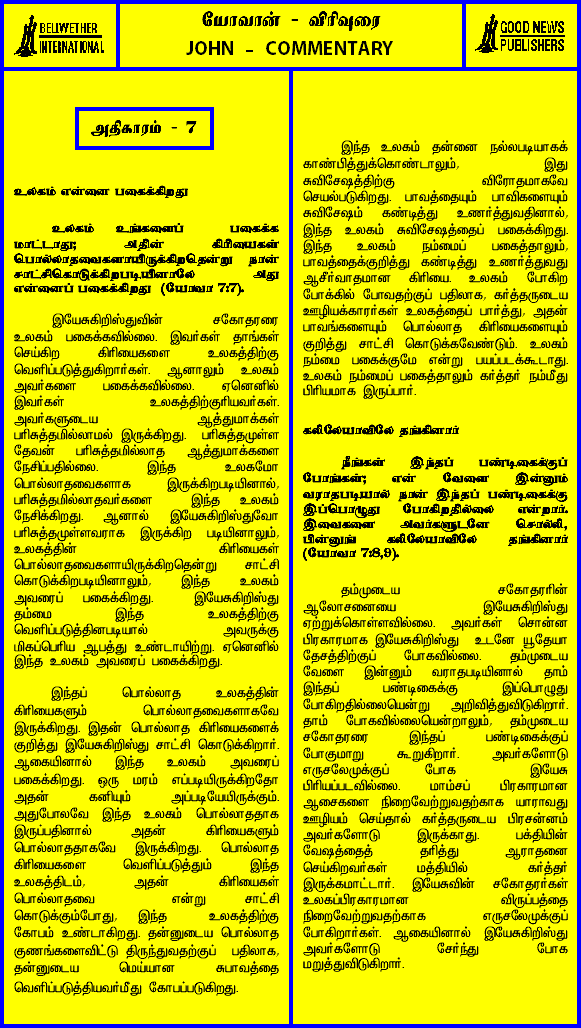 BELWETHER
INTERNATIONAL
யோவான் - விரிவுரை
JOHN - COMMENTARY
GOOD NEWS
PUBLISHERS
அதிகாரம் - 7
உலகம் என்னை பகைக்கிறது
உலகம் உங்களைப் பகைக்க
மாட்டாது; அதின் கிரியைகள்
பொல்லாதவைகளாயிருக்கிறதென்று நான்
சாட்சிகொடுக்கிறபடியினாலே அது
என்னைப் பகைக்கிறது (யோவா 7:7).
இயேசுகிறிஸ்துவின் சகோதரரை
உலகம் பகைக்கவில்லை. இவர்கள் தாங்கள்
செய்கிற கிரியைகளை உலகத்திற்கு
வெளிப்படுத்துகிறார்கள். ஆனாலும் உலகம்
அவர்களை பகைக்கவில்லை. ஏனெனில்
இவர்கள் உலகத்திற்குரியவர்கள்.
அவர்களுடைய ஆத்துமாக்கள்
பரிசுத்தமில்லாமல் இருக்கிறது. பரிசுத்தமுள்ள
தேவன் பரிசுத்தமில்லாத ஆத்துமாக்களை
நேசிப்பதில்லை. இந்த உலகமோ
பொல்லாதவைகளாக இருக்கிறபடியினால்,
பரிசுத்தமில்லாதவர்களை இந்த உலகம்
நேசிக்கிறது. ஆனால் இயேசுகிறிஸ்துவோ
பரிசுத்தமுள்ளவராக இருக்கிற படியினாலும்,
உலகத்தின் கிரியைகள்
பொல்லாதவைகளாயிருக்கிறதென்று சாட்சி
கொடுக்கிறபடியினாலும், இந்த உலகம்
அவரைப் பகைக்கிறது. இயேசுகிறிஸ்து
தம்மை இந்த உலகத்திற்கு
வெளிப்படுத்தினபடியால் அவருக்கு
மிகப்பெரிய ஆபத்து உண்டாயிற்று. ஏனெனில்
இந்த உலகம் அவரைப் பகைக்கிறது.
இந்தப் பொல்லாத உலகத்தின்
கிரியைகளும் பொல்லாதவைகளாகவே
இருக்கிறது. இதன் பொல்லாத கிரியைகளைக்
குறித்து இயேசுகிறிஸ்து சாட்சி கொடுக்கிறார்.
ஆகையினால் இந்த உலகம் அவரைப்
பகைக்கிறது. ஒரு மரம் எப்படியிருக்கிறதோ
அதன் கனியும் அப்படியேயிருக்கும்.
அதுபோலவே இந்த உலகம் பொல்லாததாக
இருப்பதினால் அதன் கிரியைகளும்
பொல்லாததாகவே இருக்கிறது. பொல்லாத
கிரியைகளை வெளிப்படுத்தும் இந்த
உலகத்திடம், அதன் கிரியைகள்
பொல்லாதவை என்று சாட்சி
கொடுக்கும்போது, இந்த உலகத்திற்கு
கோபம் உண்டாகிறது. தன்னுடைய பொல்லாத
குணங்களைவிட்டு திருந்துவதற்குப் பதிலாக,
தன்னுடைய மெய்யான சுபாவத்தை
வெளிப்படுத்தியவர்மீது கோபப்படுகிறது.
இந்த உலகம் தன்னை நல்லபடியாகக்
காண்பித்துக்கொண்டாலும், இது
சுவிசேஷத்திற்கு விரோதமாகவே
செயல்படுகிறது. பாவத்தையும் பாவிகளையும்
சுவிசேஷம் கண்டித்து உணர்த்துவதினால்,
இந்த உலகம் சுவிசேஷத்தைப் பகைக்கிறது.
இந்த உலகம் நம்மைப் பகைத்தாலும்,
பாவத்தைக்குறித்து கண்டித்து உணர்த்துவது
ஆசீர்வாதமான கிரியை. உலகம் போகிற
போக்கில் போவதற்குப் பதிலாக, கர்த்தருடைய
ஊழியக்காரர்கள் உலகத்தைப் பார்த்து, அதன்
பாவங்களையும் பொல்லாத கிரியைகளையும்
குறித்து சாட்சி கொடுக்கவேண்டும். உலகம்
நம்மை பகைக்குமே என்று பயப்படக்கூடாது.
உலகம் நம்மைப் பகைத்தாலும் கர்த்தர் நம்மீது
பிரியமாக இருப்பார்.
கலிலேயாவிலே தங்கினார்
நீங்கள் இந்தப் பண்டிகைக்குப்
போங்கள்; என் வேளை இன்னும்
வராதபடியால் நான் இந்தப் பண்டிகைக்கு
இப்பொழுது போகிறதில்லை என்றார்.
இவைகளை அவர்களுடனே சொல்லி,
பின்னுங் கலிலேயாவிலே தங்கினார்
(யோவா 7:8,9).
தம்முடைய சகோதரரின்
ஆலோசனையை இயேசுகிறிஸ்து
ஏற்றுக்கொள்ளவில்லை. அவர்கள் சொன்ன
பிரகாரமாக இயேசுகிறிஸ்து உடனே யூதேயா
தேசத்திற்குப் போகவில்லை. தம்முடைய
வேளை இன்னும் வராதபடியினால் தாம்
இந்தப் பண்டிகைக்கு இப்பொழுது
போகிறதில்லையென்று அறிவித்துவிடுகிறார்.
தாம் போகவில்லையென்றாலும், தம்முடைய
சகோதரரை இந்தப் பண்டிகைக்குப்
போகுமாறு கூறுகிறார். அவர்களோடு
எருசலேமுக்குப் போக இயேசு
பிரியப்படவில்லை. மாம்சப் பிரகாரமான
ஆசைகளை நிறைவேற்றுவதற்காக யாராவது
ஊழியம் செய்தால் கர்த்தருடைய பிரசன்னம்
அவர்களோடு இருக்காது. பக்தியின்
வேஷத்தைத் தரித்து ஆராதனை
செய்கிறவர்கள் மத்தியில் கர்த்தர்
இருக்கமாட்டார். இயேசுவின் சகோதரர்கள்
உலகப்பிரகாரமான விருப்பத்தை
நிறைவேற்றுவதற்காக எருசலேமுக்குப்
போகிறார்கள். ஆகையினால் இயேசுகிறிஸ்து
அவர்களோடு சேர்ந்து போக
மறுத்துவிடுகிறார்.